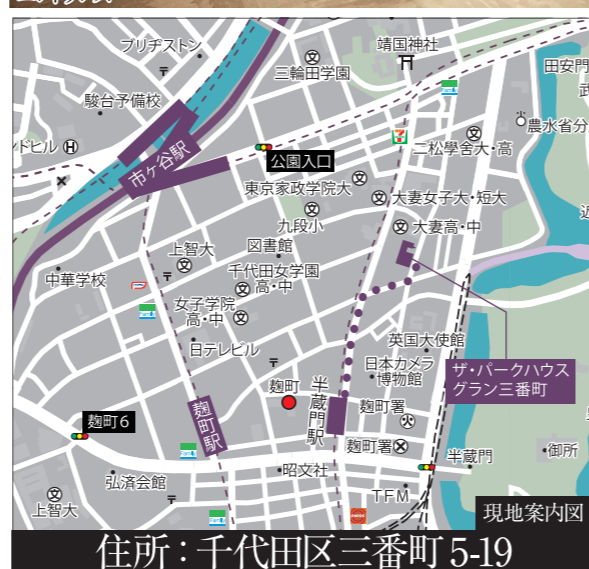 ブリヂストン
靖国神社
三輪田学園
田安門
駿台予備校
農水省分
ンドヒル
二松學舍大・高
市ヶ谷駅
公園入口
東京家政学院大
大妻女子大・短大
九段小
大妻高・中
上智大
図書館
中華学校
千代田女学園
高・中
女子学院
高・中
英国大使館
日テレビル
日本カメラ
博物館
ザ・パークハウス
グラン三番町
麹町
半蔵門駅
麹町署
麹町6
麹町駅
麹町署
半蔵門
御所
昭文社
弘済会館
TFM
上智大
現地案内図
住所:千代田区三番町5-19